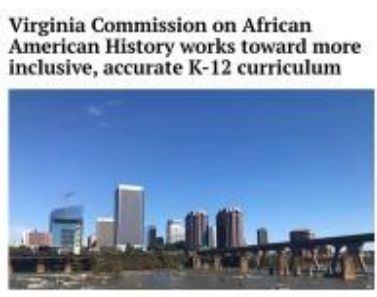 Virginia Commission on African
American History works toward more
inclusive, accurate K-12 curriculum